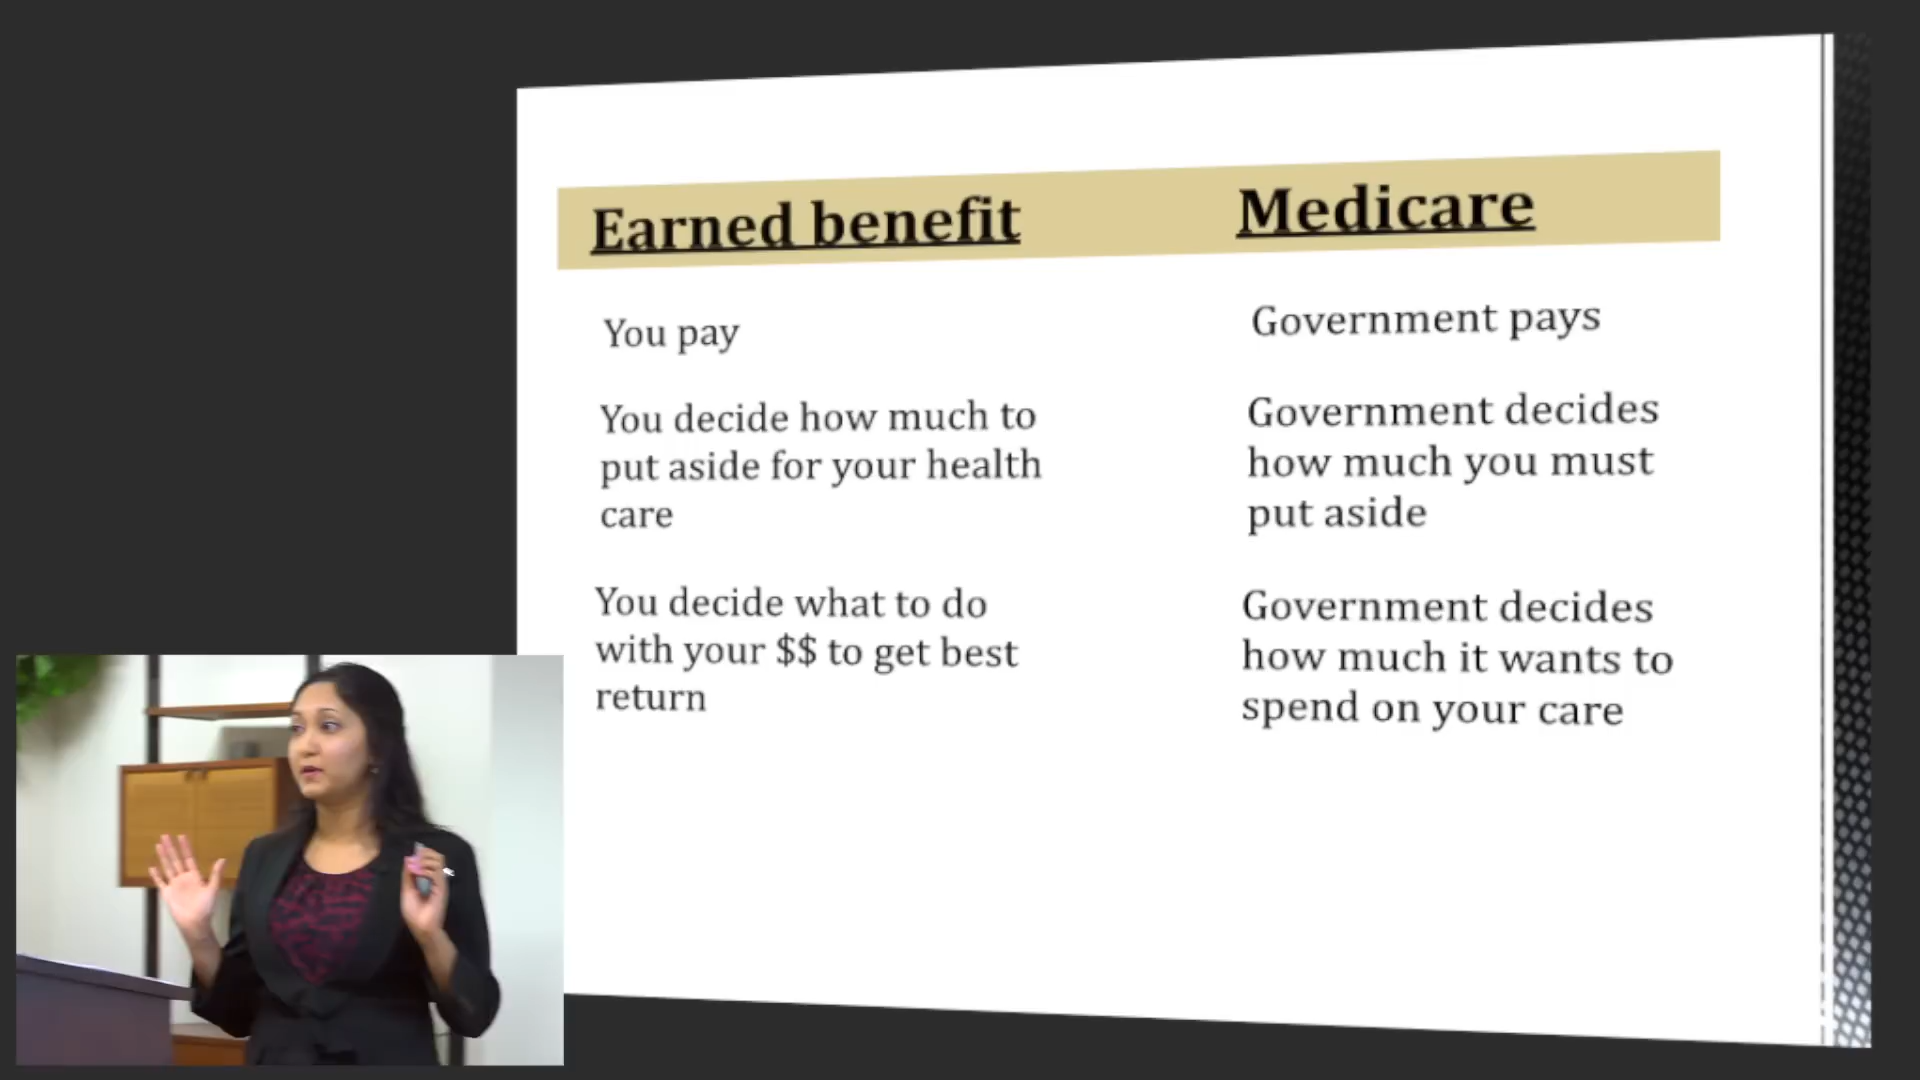 Earned benefit
Medicare
You pay
Government pays
You decide how much to
put aside for your health
care
Government decides
how much you must
put aside
You decide what to do
with your $$ to get best
return
Government decides
how much it wants to
spend on your care